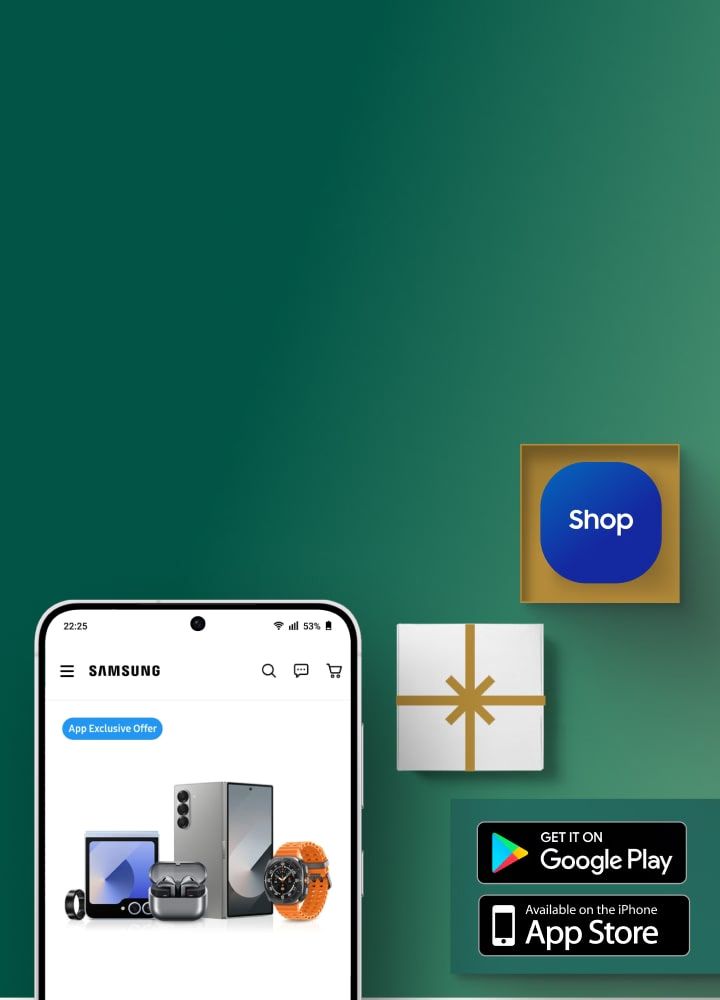 Shop
22:25
53%
SAMSUNG
App Exclusive Offer
GET IT ON
Google Play
Available on the iPhone
App Store